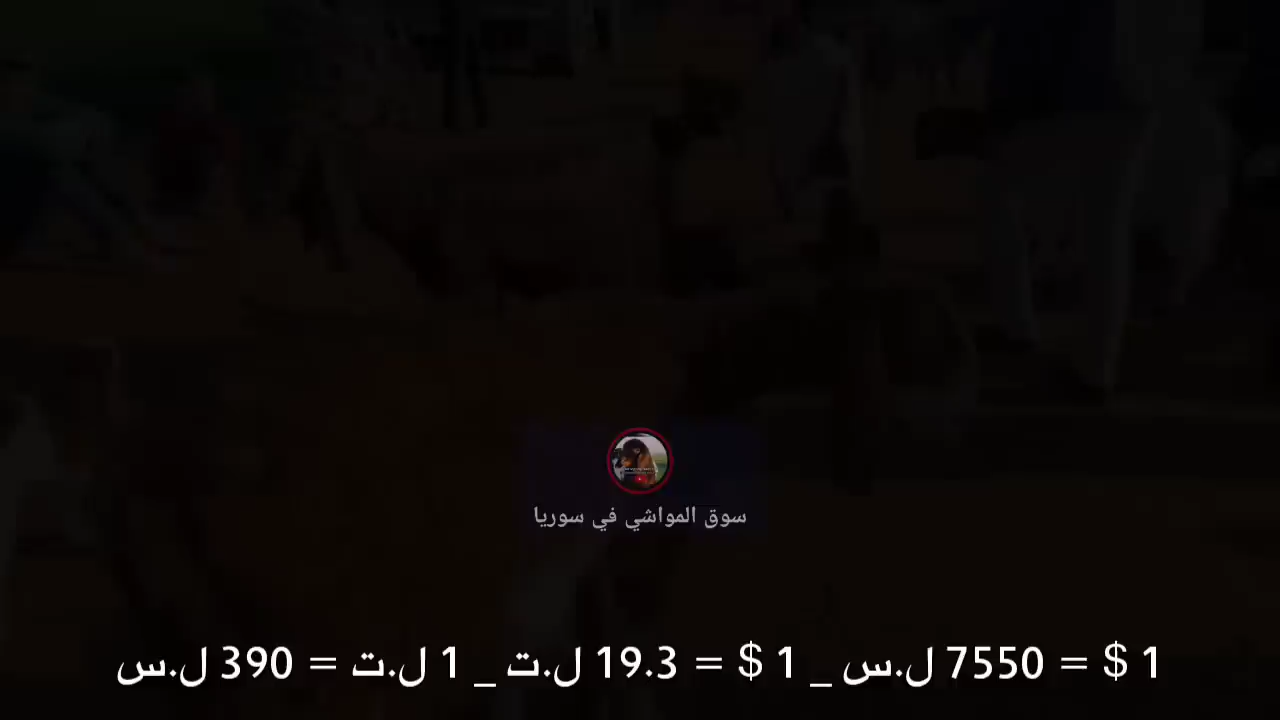 سوق المواشي في سوريا
1 $ = 7550 ل.س _ 1 $ = 19.3 ل.ت _ 1 ل.ت = 390 ل.س